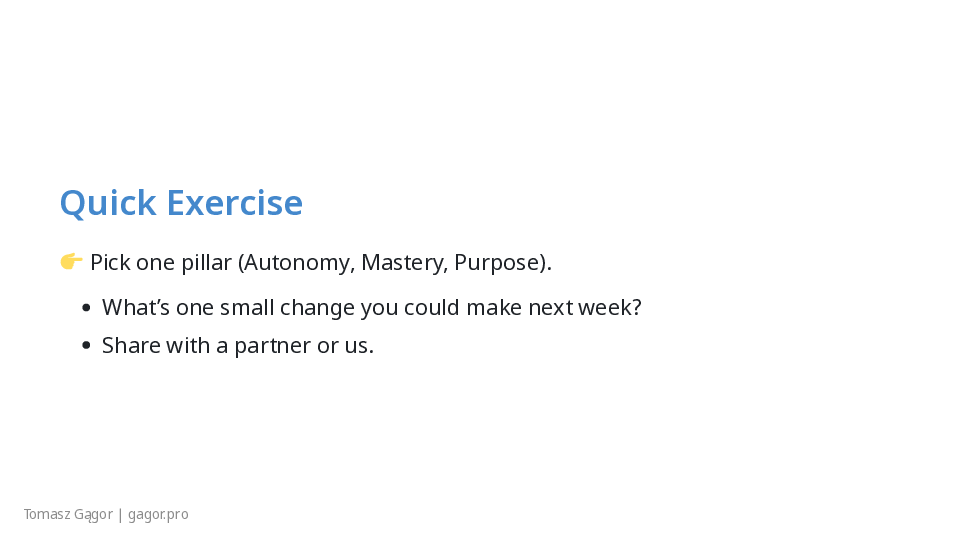 Quick Exercise
👉 Pick one pillar (Autonomy, Mastery, Purpose).
• What’s one small change you could make next week?
• Share with a partner or us.
Tomasz Gągor | gagor.pro